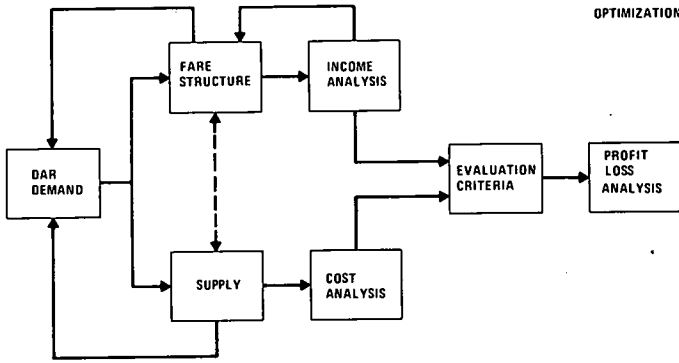 OPTIMIZATION
FARE
STRUCTURE
INCOME
ANALYSIS
DAR
DEMAND
EVALUATION
CRITERIA
PROFIT
LOSS
ANALYSIS
SUPPLY
COST
ANALYSIS